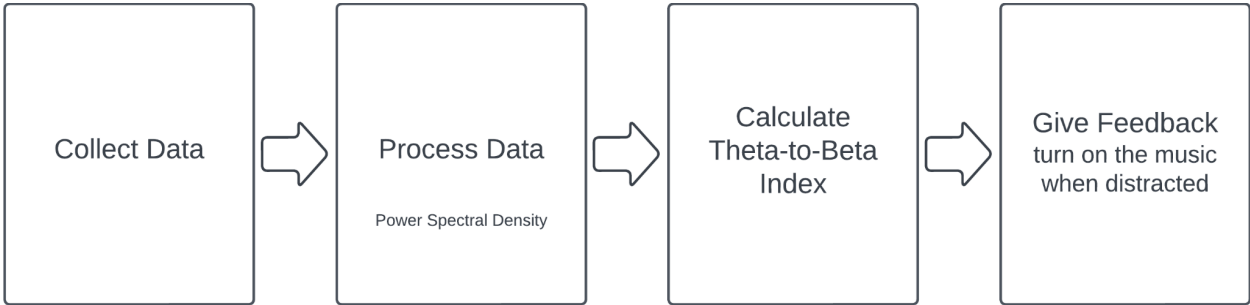 Collect Data
Process Data
Power Spectral Density
Calculate
Theta-to-Beta
Index
Give Feedback
turn on the music
when distracted